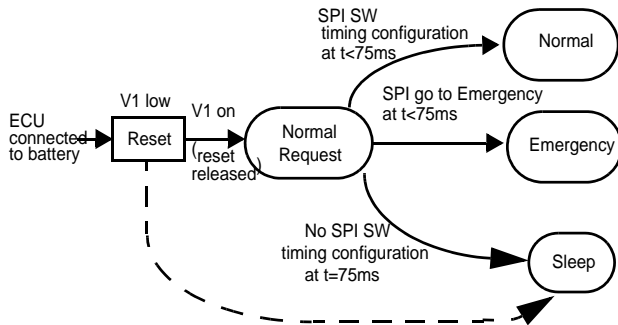 SPI SW
timing configuration
at t<75ms
Normal
ECU
connected
to battery
V1 low
Reset
V1 on
(reset
released)
Normal
Request
SPI go to Emergency
at t<75ms
Emergency
No SPI SW
timing configuration
at t=75ms
Sleep